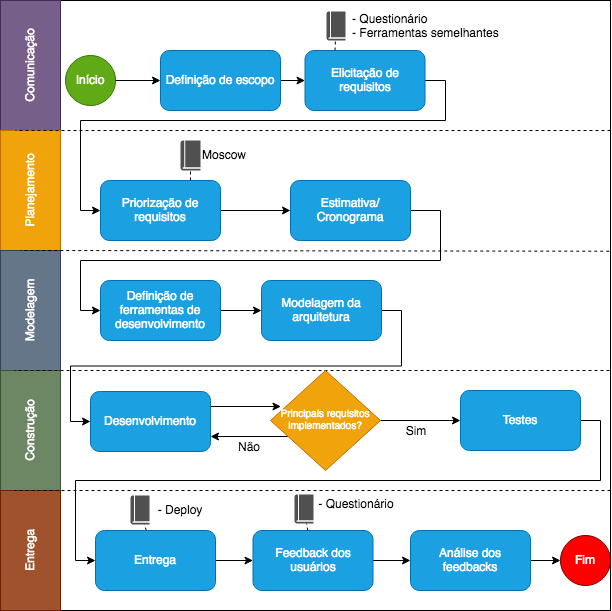 Comunicação
- Questionário
- Ferramentas semelhantes
Início
Definição de escopo
Elicitação de
requisitos
Planejamento
Moscow
Priorização de
requisitos
Estimativa/
Cronograma
Modelagem
Definição de
ferramentas de
desenvolvimento
Modelagem da
arquitetura
Construção
Desenvolvimento
Principais requisitos
implementados?
Não
Sim
Testes
Entrega
- Deploy
- Questionário
Entrega
Feedback dos
usuários
Análise dos
feedbacks
Fim